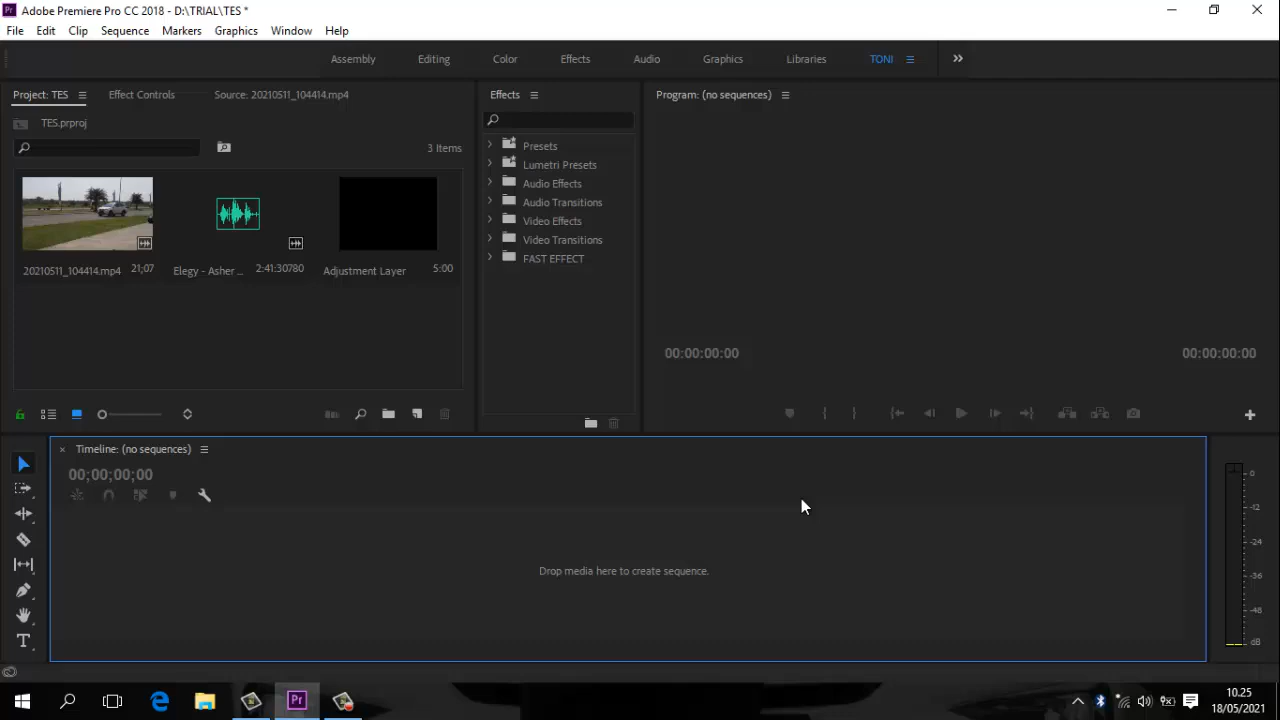 Pr Adobe Premiere Pro CC 2018 - D:\TRIAL\TES *
File Edit Clip Sequence Markers Graphics Window Help
Assembly Editing Color Effects Audio Graphics Libraries TONI
Project: TES Effect Controls Source: 20210511_104414.mp4 Effects Program: (no sequences)
TES.prproj
3 Items
Presets
Lumetri Presets
Audio Effects
Audio Transitions
Video Effects
Video Transitions
FAST EFFECT
20210511_104414.mp4 21;07 Elegy - Asher ... 2:41:30780 Adjustment Layer 5:00
00:00:00:00 00:00:00:00
Timeline: (no sequences)
00;00;00;00
Drop media here to create sequence.
0
-12
-24
-36
-48
dB
Pr
10.25
18/05/2021